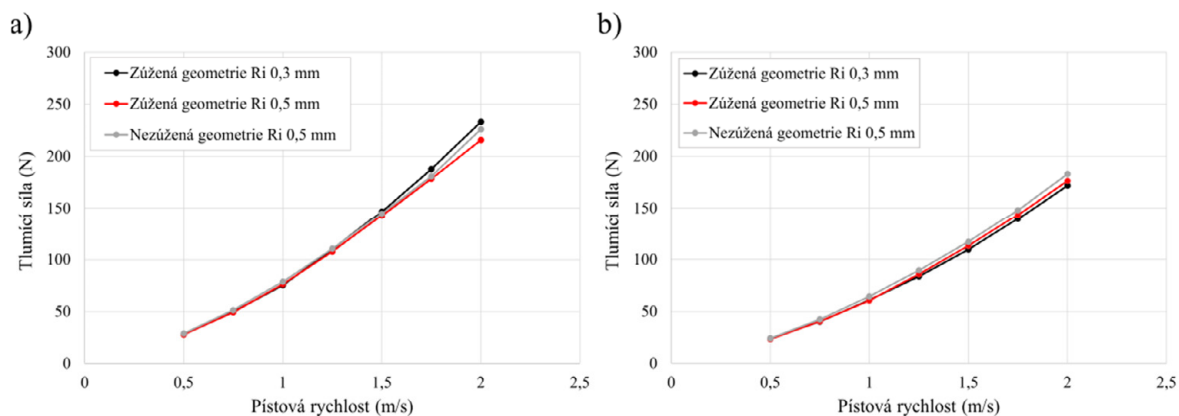 a)
300
250
200
150
100
50
0
Tlumící síla (N)
Zúžená geometrie Ri 0,3 mm
Zúžená geometrie Ri 0,5 mm
Nezúžená geometrie Ri 0,5 mm
0 0,5 1 1,5 2 2,5
Pístová rychlost (m/s)
b)
300
250
200
150
100
50
0
Tlumící síla (N)
Zúžená geometrie Ri 0,3 mm
Zúžená geometrie Ri 0,5 mm
Nezúžená geometrie Ri 0,5 mm
0 0,5 1 1,5 2 2,5
Pístová rychlost (m/s)